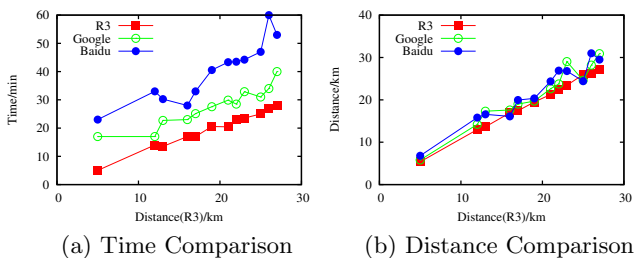 R3
Google
Baidu
Time/min
60
50
40
30
20
10
0
0 10 20 30
Distance(R3)/km
(a) Time Comparison
R3
Google
Baidu
Distance/km
40
30
20
10
0
0 10 20 30
Distance(R3)/km
(b) Distance Comparison